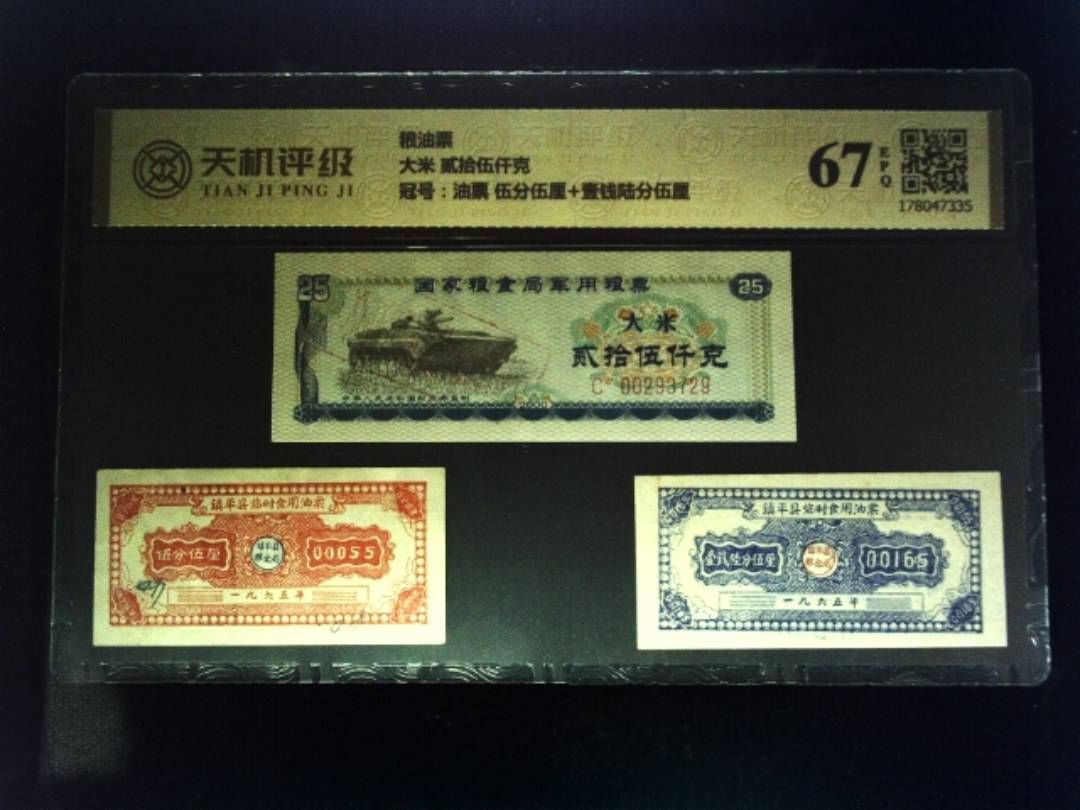 天机评级
TIAN JI PING JI
粮油票
大米 贰拾伍仟克
冠号：油票 伍分伍厘+壹钱陆分伍厘
67
EPQ
178047335
25
国家粮食局军用粮票
25
大米
贰拾伍仟克
C* 00293729
2000
镇平县临时食用油票
伍分伍厘
00055
一九六五年
镇平县临时食用油票
壹钱陆分伍厘
00165
一九六五年